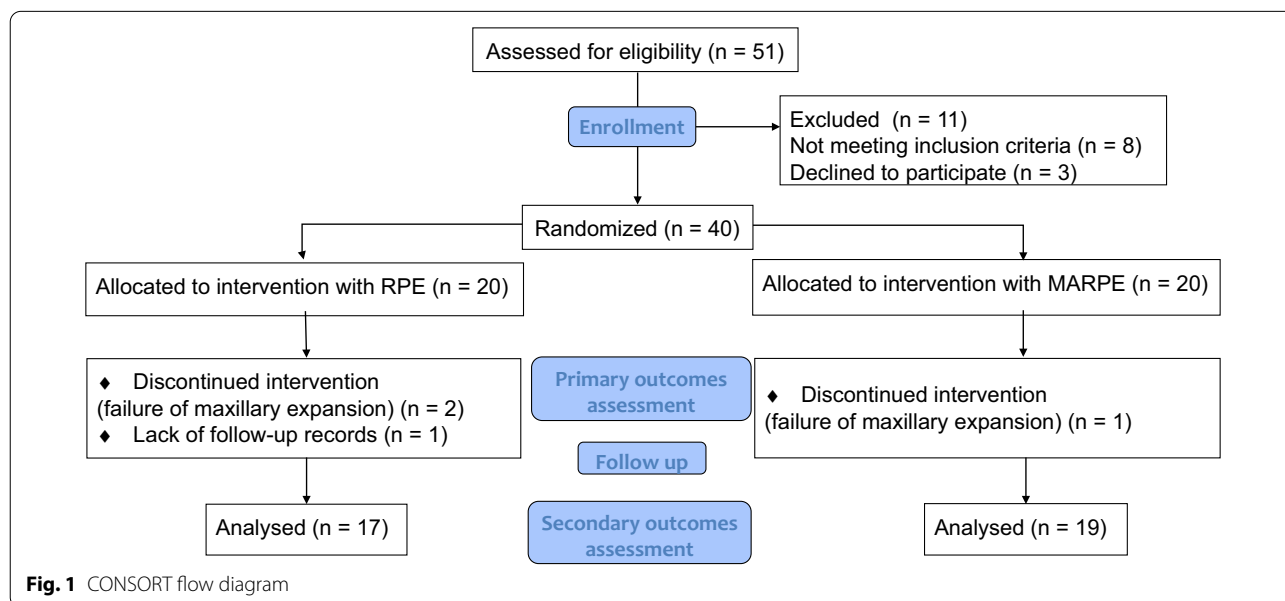 Assessed for eligibility (n = 51)
Enrollment
Excluded (n = 11)
Not meeting inclusion criteria (n = 8)
Declined to participate (n = 3)
Randomized (n = 40)
Allocated to intervention with RPE (n = 20)
Allocated to intervention with MARPE (n = 20)
♦ Discontinued intervention
(failure of maxillary expansion) (n = 2)
♦ Lack of follow-up records (n = 1)
Primary outcomes
assessment
♦ Discontinued intervention
(failure of maxillary expansion) (n = 1)
Follow up
Analysed (n = 17)
Secondary outcomes
assessment
Analysed (n = 19)
Fig. 1 CONSORT flow diagram